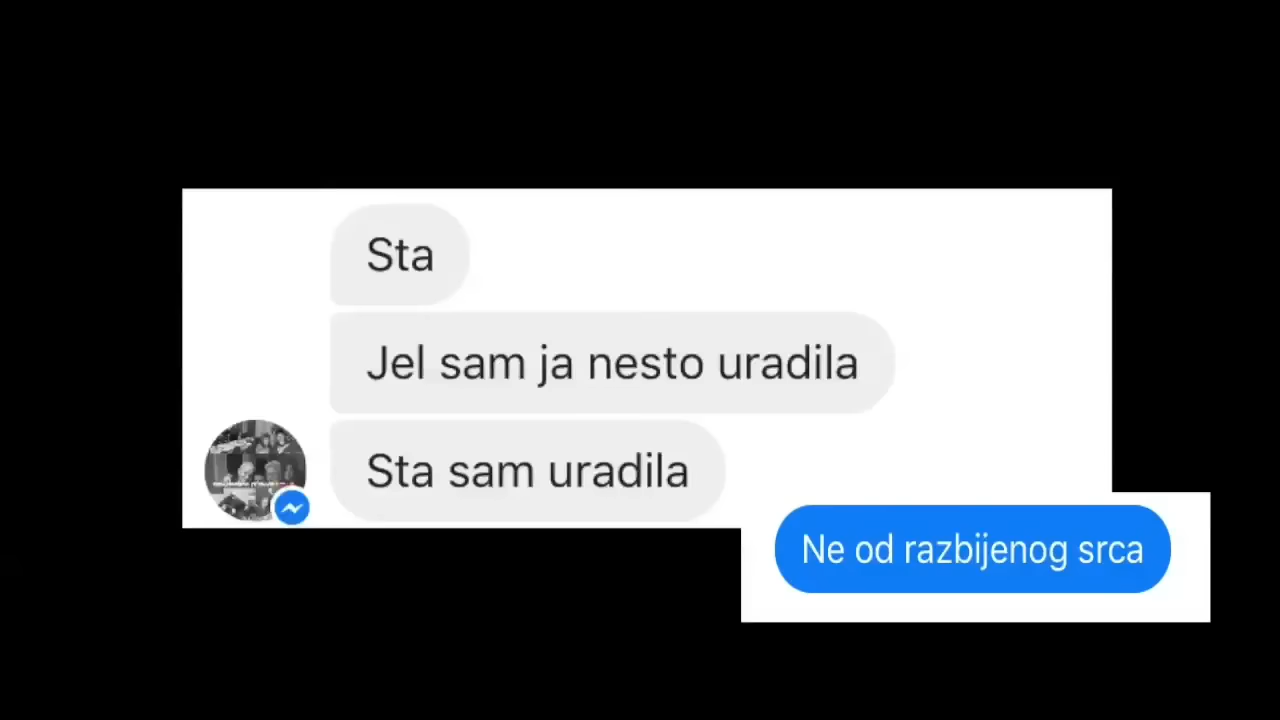 Sta
Jel sam ja nesto uradila
Sta sam uradila
Ne od razbijenog srca